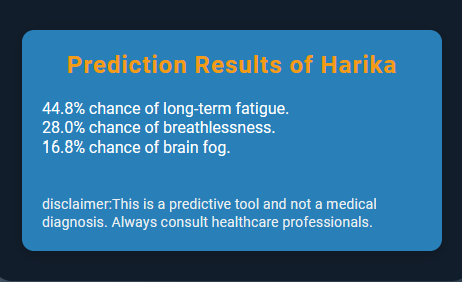 Prediction Results of Harika
44.8% chance of long-term fatigue.
28.0% chance of breathlessness.
16.8% chance of brain fog.
disclaimer:This is a predictive tool and not a medical
diagnosis. Always consult healthcare professionals.